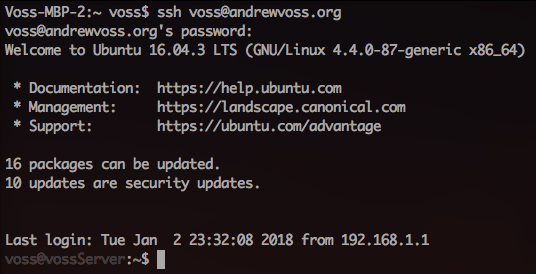 Voss-MBP-2:~ voss$ ssh voss@andrewvoss.org
voss@andrewvoss.org's password:
Welcome to Ubuntu 16.04.3 LTS (GNU/Linux 4.4.0-87-generic x86_64)
* Documentation:  https://help.ubuntu.com
* Management:     https://landscape.canonical.com
* Support:        https://ubuntu.com/advantage
16 packages can be updated.
10 updates are security updates.
Last login: Tue Jan  2 23:32:08 2018 from 192.168.1.1
voss@vossServer:~$